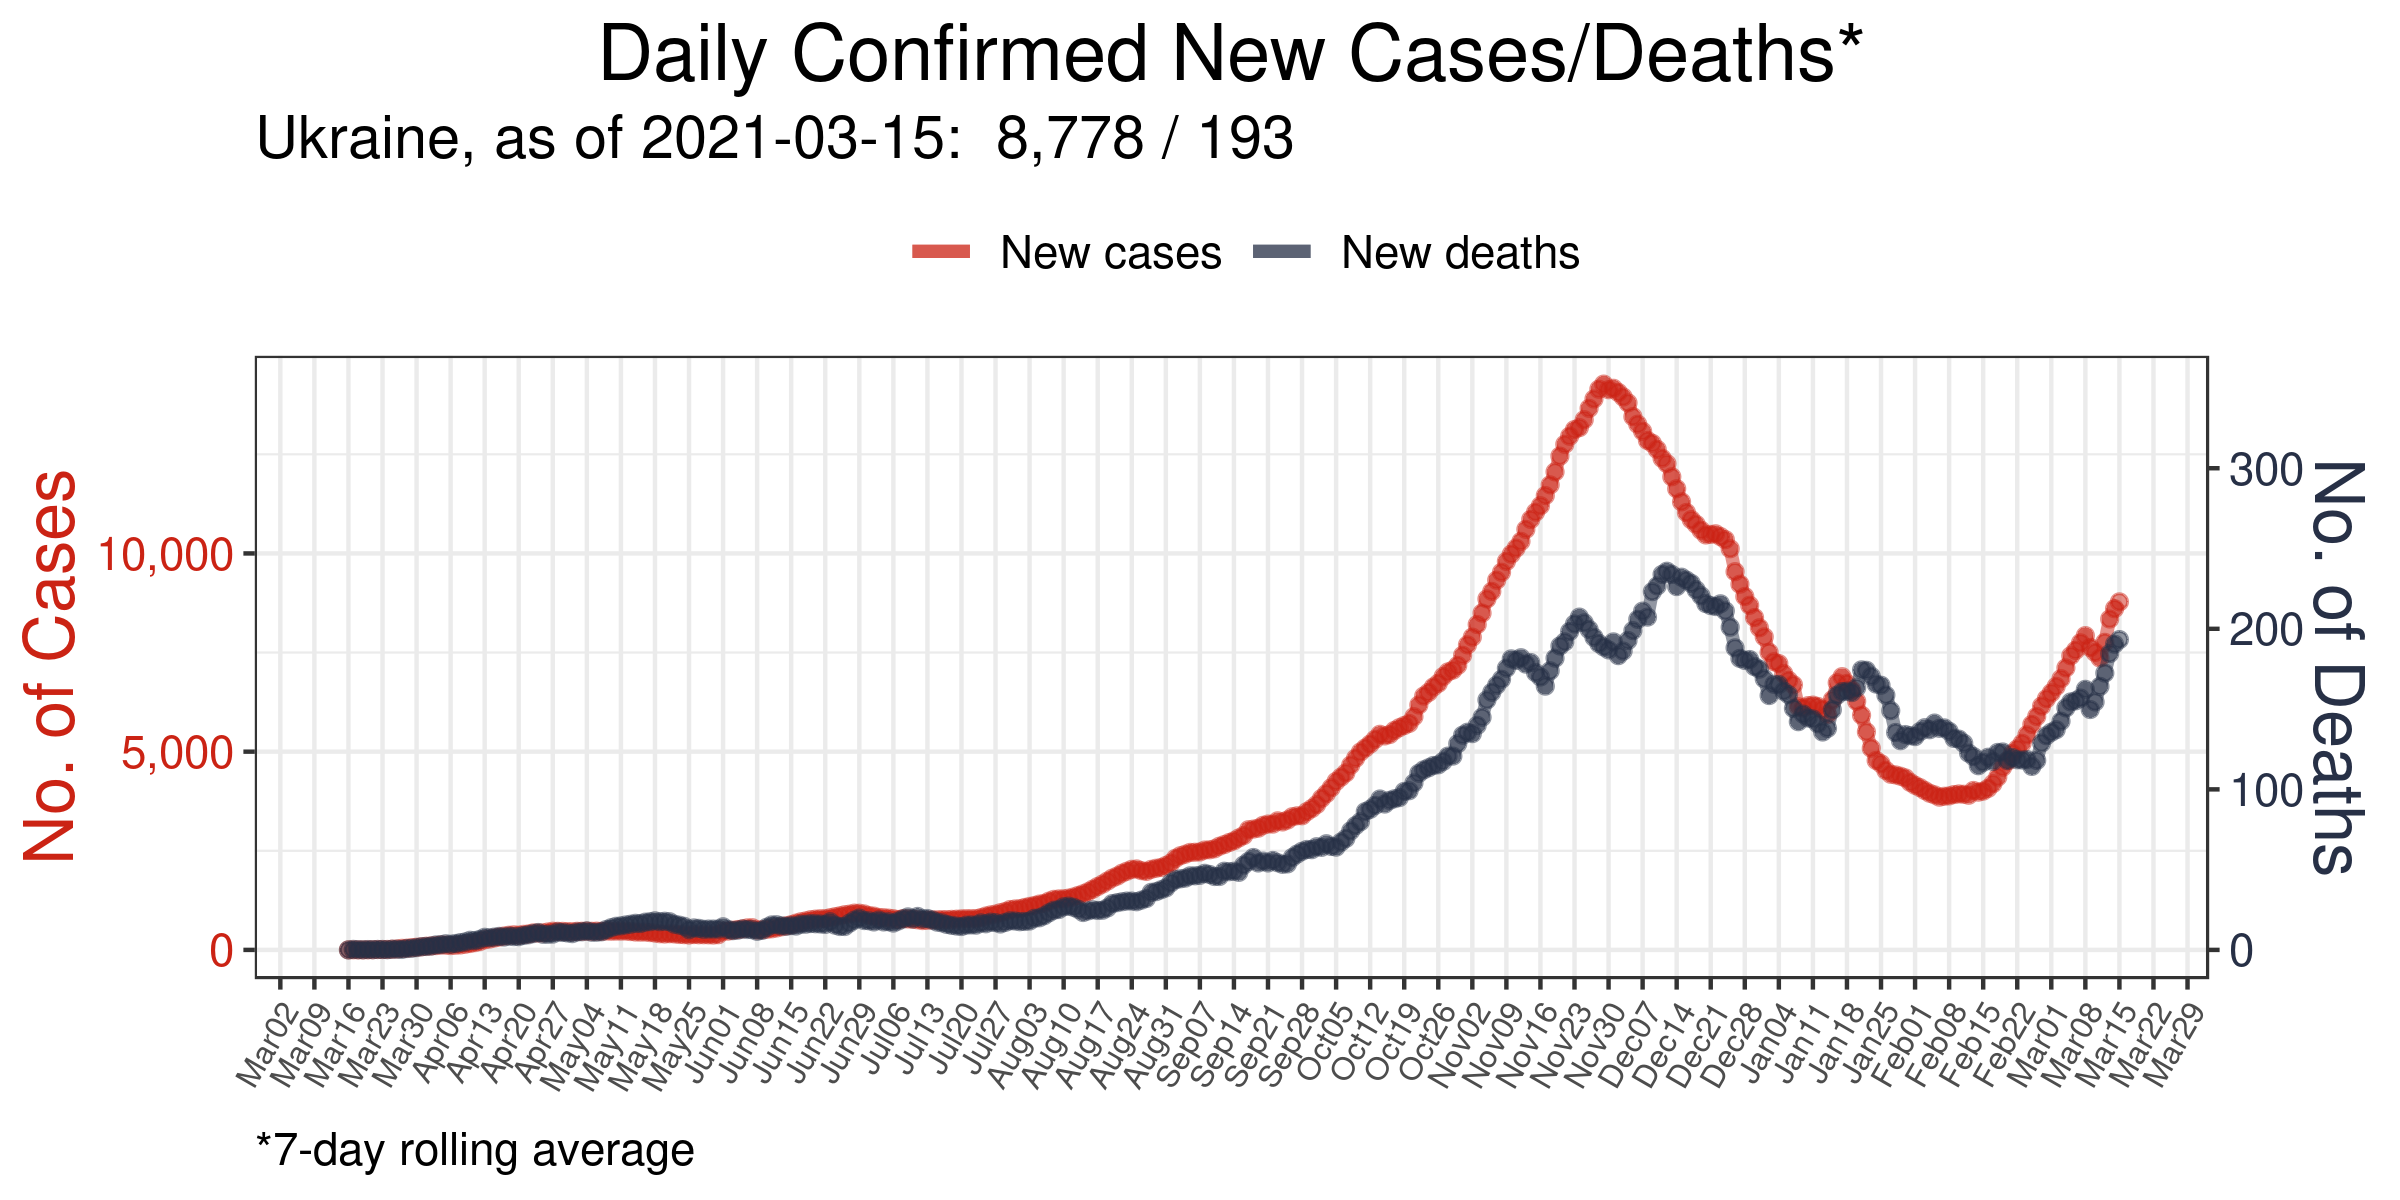 Daily Confirmed New Cases/Deaths*
Ukraine, as of 2021-03-15:  8,778 / 193
New cases
New deaths
No. of Cases
10,000
5,000
0
300
200
100
0
No. of Deaths
Mar02
Mar09
Mar16
Mar23
Mar30
Apr06
Apr13
Apr20
Apr27
May04
May11
May18
May25
Jun01
Jun08
Jun15
Jun22
Jun29
Jul06
Jul13
Jul20
Jul27
Aug03
Aug10
Aug17
Aug24
Aug31
Sep07
Sep14
Sep21
Sep28
Oct05
Oct12
Oct19
Oct26
Nov02
Nov09
Nov16
Nov23
Nov30
Dec07
Dec14
Dec21
Dec28
Jan04
Jan11
Jan18
Jan25
Feb01
Feb08
Feb15
Feb22
Mar01
Mar08
Mar15
Mar22
Mar29
*7-day rolling average